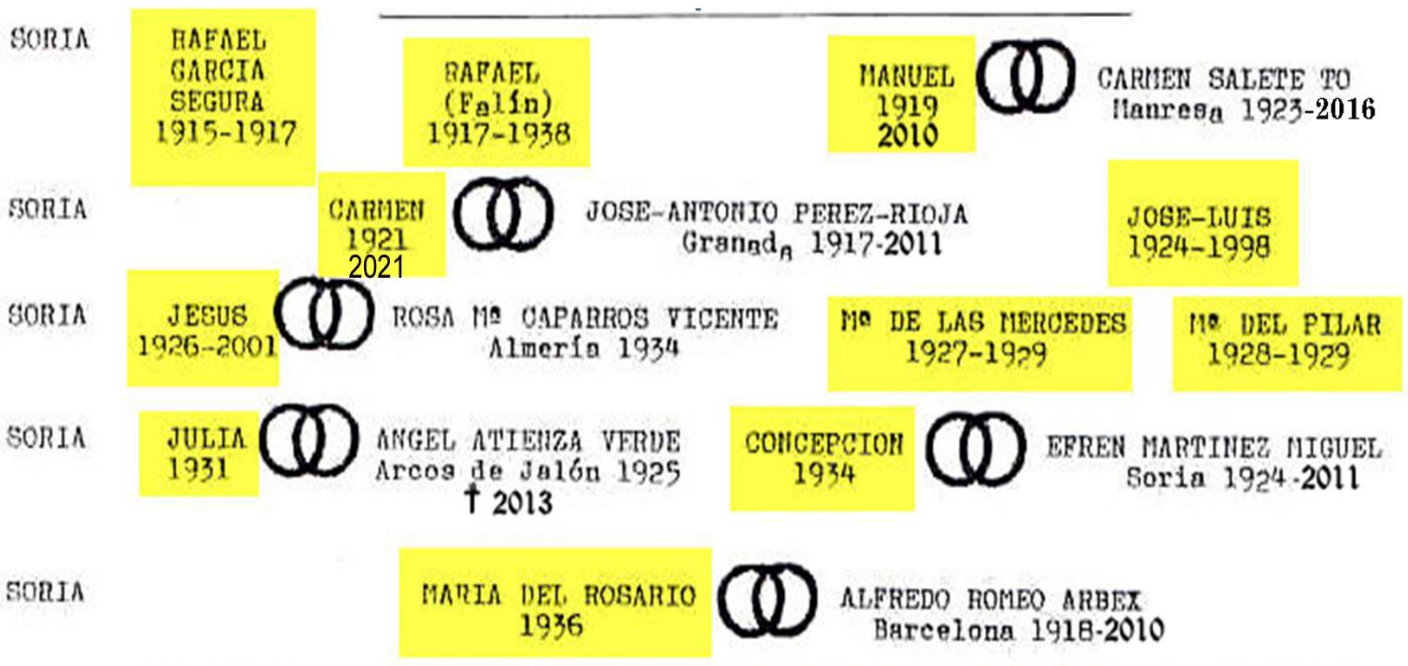 SORIA
RAFAEL
GARCIA
SEGURA
1915-1917
RAFAEL
(Falín)
1917-1938
MANUEL
1919
2010
CARMEN SALETE TO
Manresa 1923-2016
SORIA
CARMEN
1921
2021
JOSE-ANTONIO PEREZ-RIOJA
Granada 1917-2011
JOSE-LUIS
1924-1998
SORIA
JESUS
1926-2001
ROSA Mª CAPARROS VICENTE
Almería 1934
Mª DE LAS MERCEDES
1927-1929
Mª DEL PILAR
1928-1929
SORIA
JULIA
1931
ANGEL ATIENZA VERDE
Arcos de Jalón 1925
† 2013
CONCEPCION
1934
EFREN MARTINEZ MIGUEL
Soria 1924-2011
SORIA
MARIA DEL ROSARIO
1936
ALFREDO ROMEO ARBEX
Barcelona 1918-2010